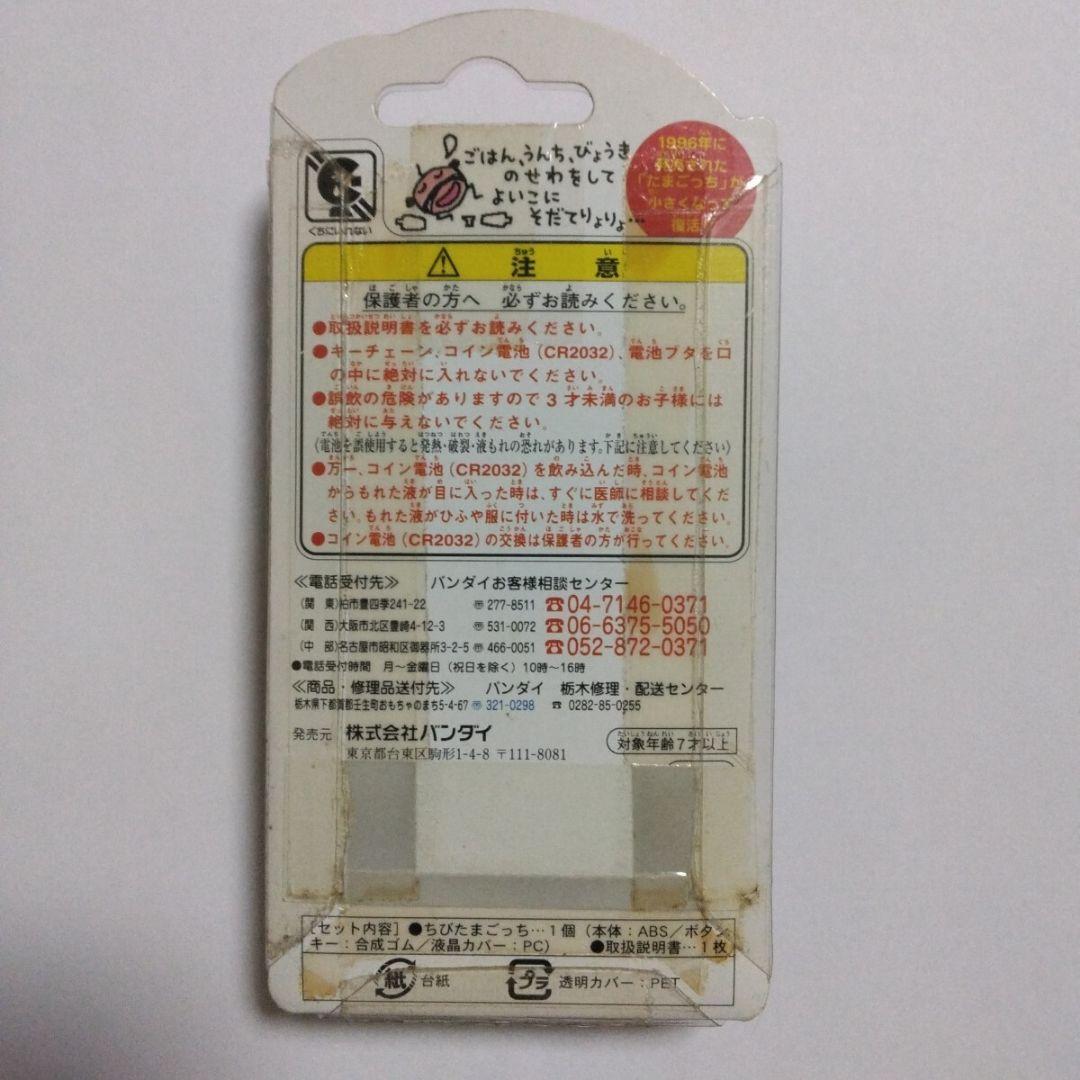 くちにいれない
ごはん、うんち、びょうき
のせわをして
よいこに
そだてりょりょ…
1996年に
発売された
「たまごっち」が
小さくなって
復活!
⚠ 注意
保護者の方へ 必ずお読みください。
●取扱説明書を必ずお読みください。
●キーチェーン、コイン電池(CR2032)、電池ブタを口
の中に絶対に入れないでください。
●誤飲の危険がありますので3才未満のお子様には
絶対に与えないでください。
(電池を誤使用すると発熱・破裂・液もれの恐れがあります。下記に注意してください)
●万一、コイン電池(CR2032)を飲み込んだ時、コイン電池
からもれた液が目に入った時は、すぐに医師に相談してくだ
さい。もれた液がひふや服に付いた時は水で洗ってください。
●コイン電池(CR2032)の交換は保護者の方が行ってください。
≪電話受付先≫ バンダイお客様相談センター
(関 東)柏市豊四季241-22 〒277-8511 ☎04-7146-0371
(関 西)大阪市北区豊崎4-12-3 〒531-0072 ☎06-6375-5050
(中 部)名古屋市昭和区御器所3-2-5 〒466-0051 ☎052-872-0371
●電話受付時間 月〜金曜日(祝日を除く)10時〜16時
≪商品・修理品送付先≫ バンダイ 栃木修理・配送センター
栃木県下都賀郡壬生町おもちゃのまち5-4-67 〒321-0298 ☎0282-85-0255
発売元 株式会社バンダイ
東京都台東区駒形1-4-8 〒111-8081
対象年齢7才以上
[セット内容]●ちびたまごっち…1個(本体:ABS/ボタン
キー:合成ゴム/液晶カバー:PC) ●取扱説明書…1枚
紙 台紙 プラ 透明カバー:PET